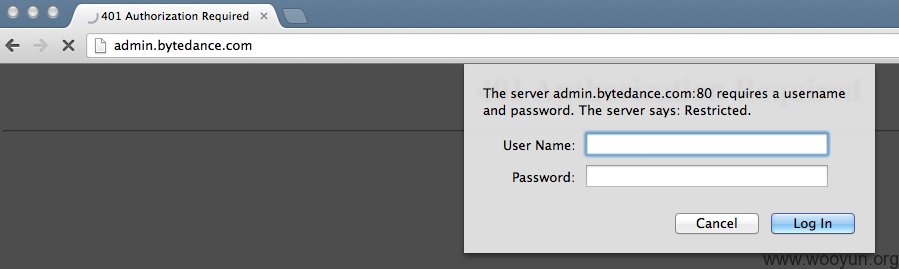 401 Authorization Required
admin.bytedance.com
The server admin.bytedance.com:80 requires a username
and password. The server says: Restricted.
User Name:
Password:
Cancel
Log In
www.wooyun.org